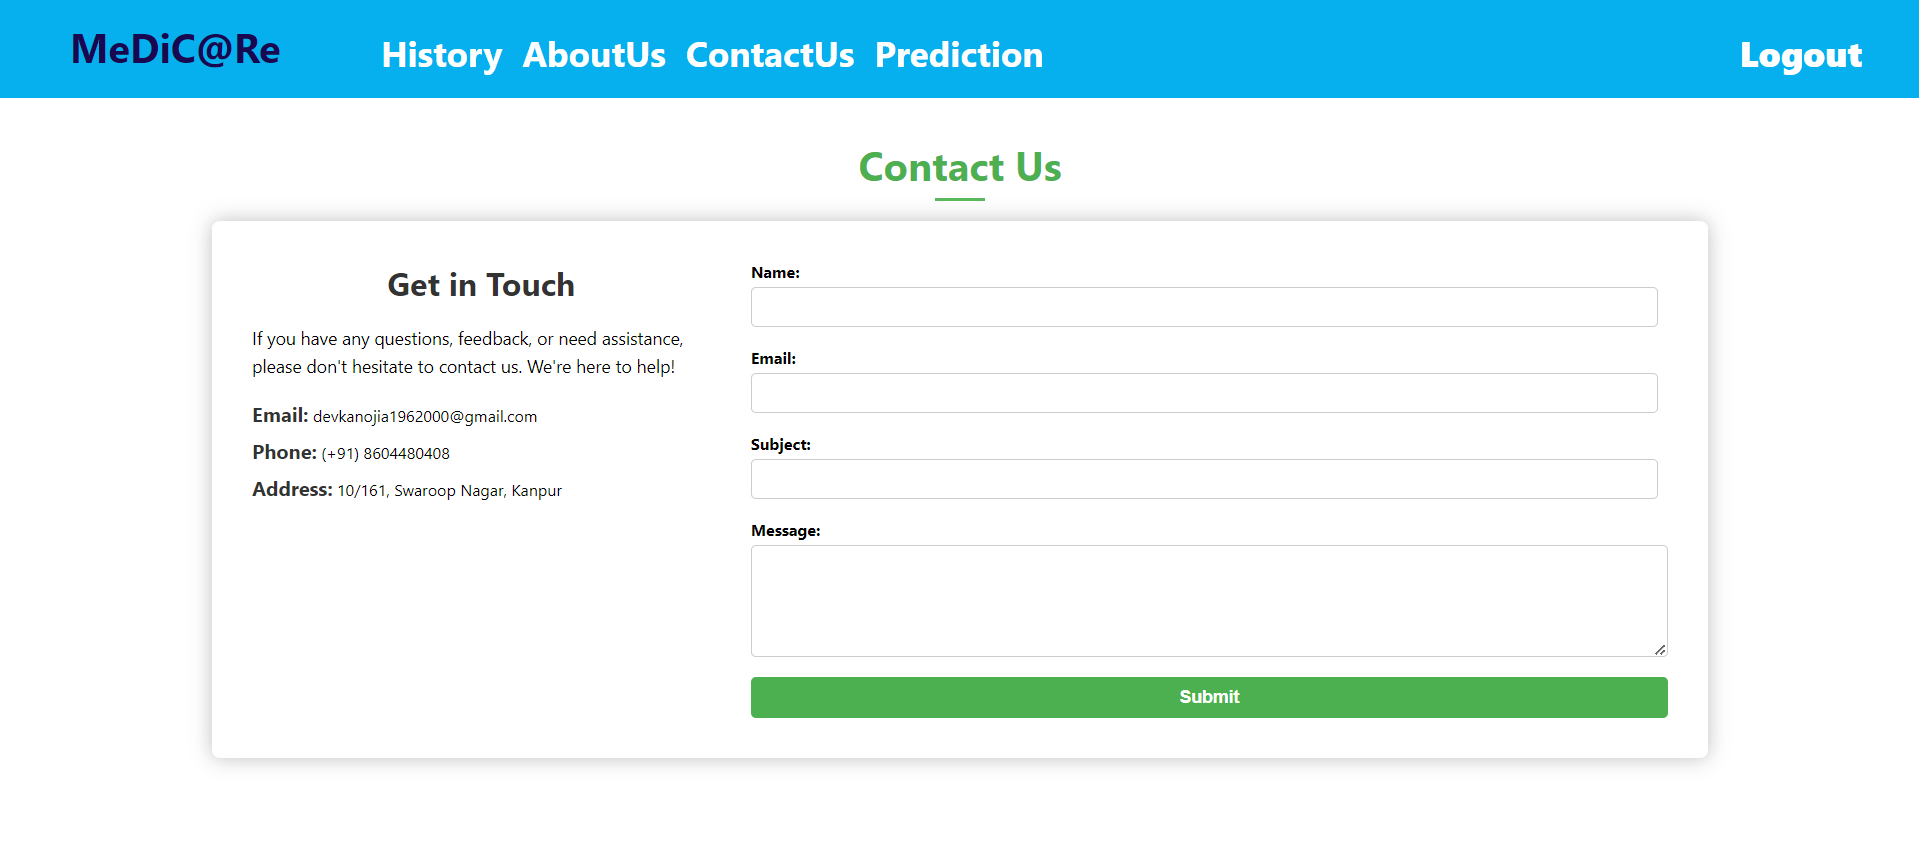 MeDiC@Re
History AboutUs ContactUs Prediction
Logout
Contact Us
Get in Touch
If you have any questions, feedback, or need assistance,
please don't hesitate to contact us. We're here to help!
Email: devkanojia1962000@gmail.com
Phone: (+91) 8604480408
Address: 10/161, Swaroop Nagar, Kanpur
Name:
Email:
Subject:
Message:
Submit